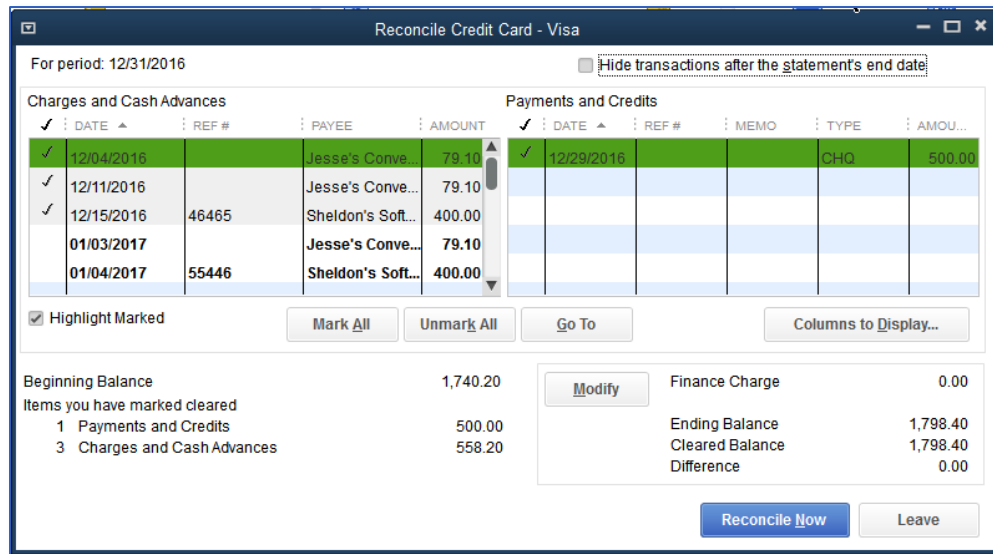 Reconcile Credit Card - Visa
For period: 12/31/2016
Hide transactions after the statement's end date
Charges and Cash Advances
✓ DATE REF # PAYEE AMOUNT
✓ 12/04/2016 Jesse's Conve... 79.10
✓ 12/11/2016 Jesse's Conve... 79.10
✓ 12/15/2016 46465 Sheldon's Soft... 400.00
01/03/2017 Jesse's Conve... 79.10
01/04/2017 55446 Sheldon's Soft... 400.00
Payments and Credits
✓ DATE REF # MEMO TYPE AMOU...
✓ 12/29/2016 CHQ 500.00
Highlight Marked
Mark All
Unmark All
Go To
Columns to Display...
Beginning Balance 1,740.20
Items you have marked cleared
1 Payments and Credits 500.00
3 Charges and Cash Advances 558.20
Modify
Finance Charge 0.00
Ending Balance 1,798.40
Cleared Balance 1,798.40
Difference 0.00
Reconcile Now
Leave